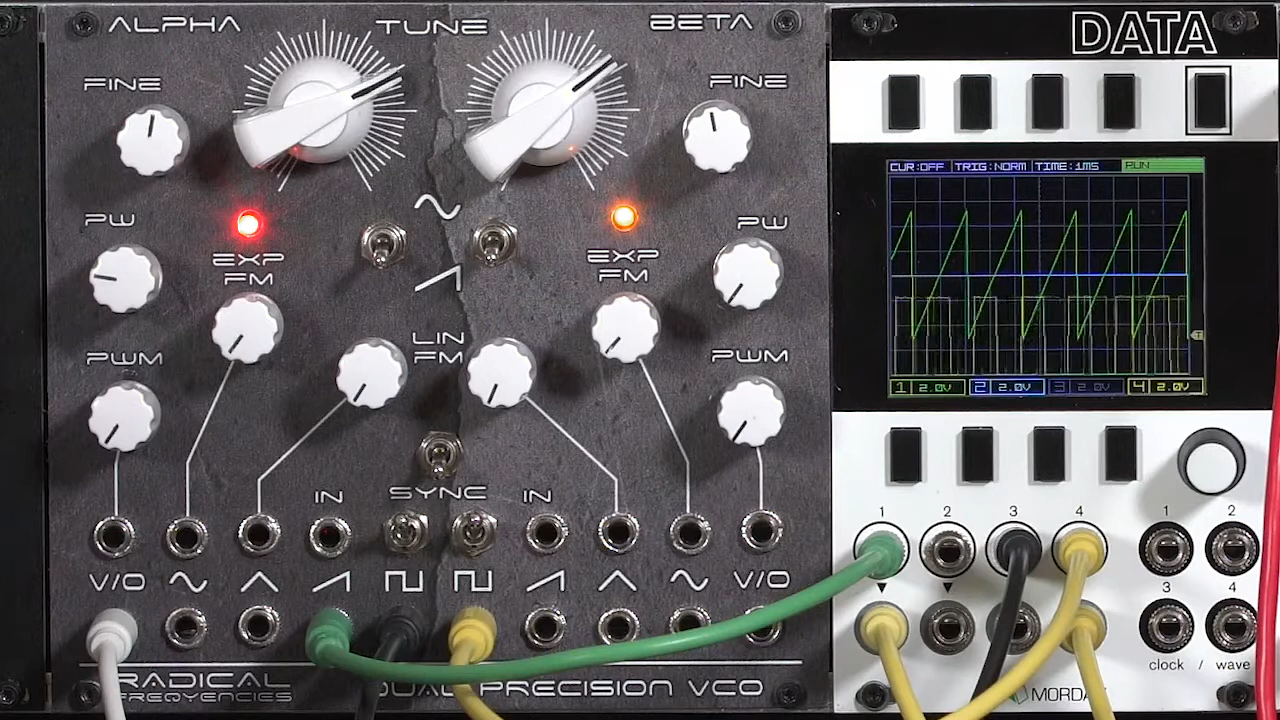 ALPHA TUNE BETA
DATA
FINE FINE
CUR:OFF TRIG:NORM TIME:1MS RUN
PW PW
EXP FM
EXP FM
LIN FM
PWM PWM
1 2.0V 2 2.0V 3 2.0V 4 2.0V
IN SYNC IN
1 2 3 4
1 2
V/O V/O
3 4
clock / wave
RADICAL FREQUENCIES
DUAL PRECISION VCO